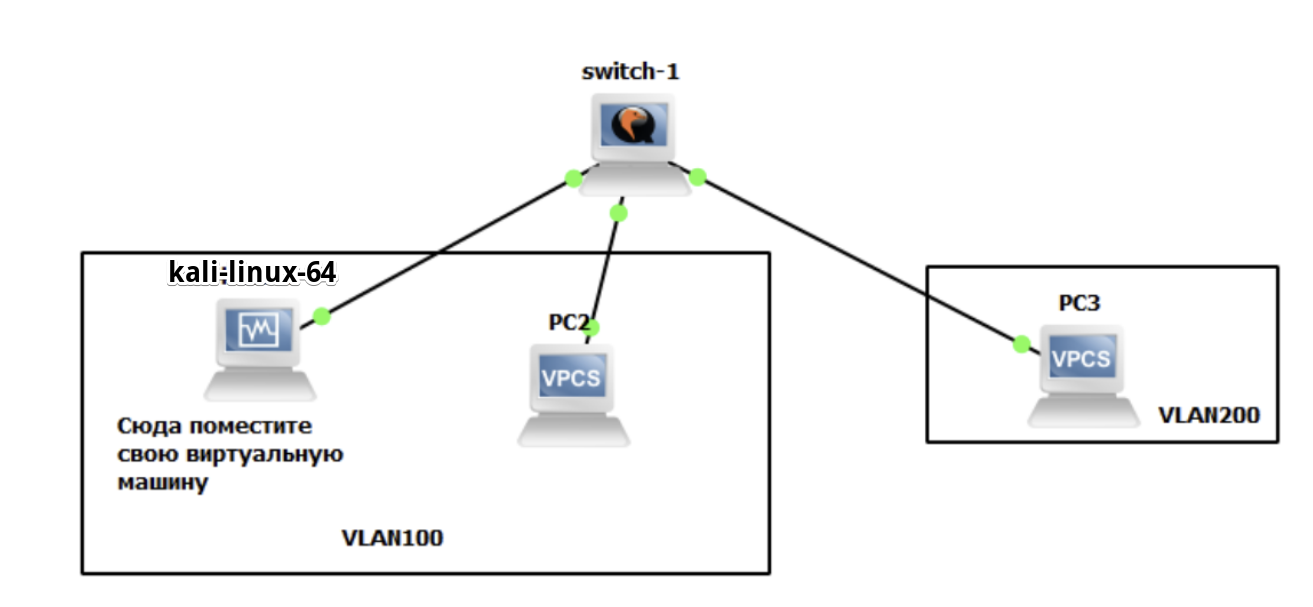 switch-1
kali-linux-64
PC2
VPCS
Сюда поместите
свою виртуальную
машину
VLAN100
PC3
VPCS
VLAN200